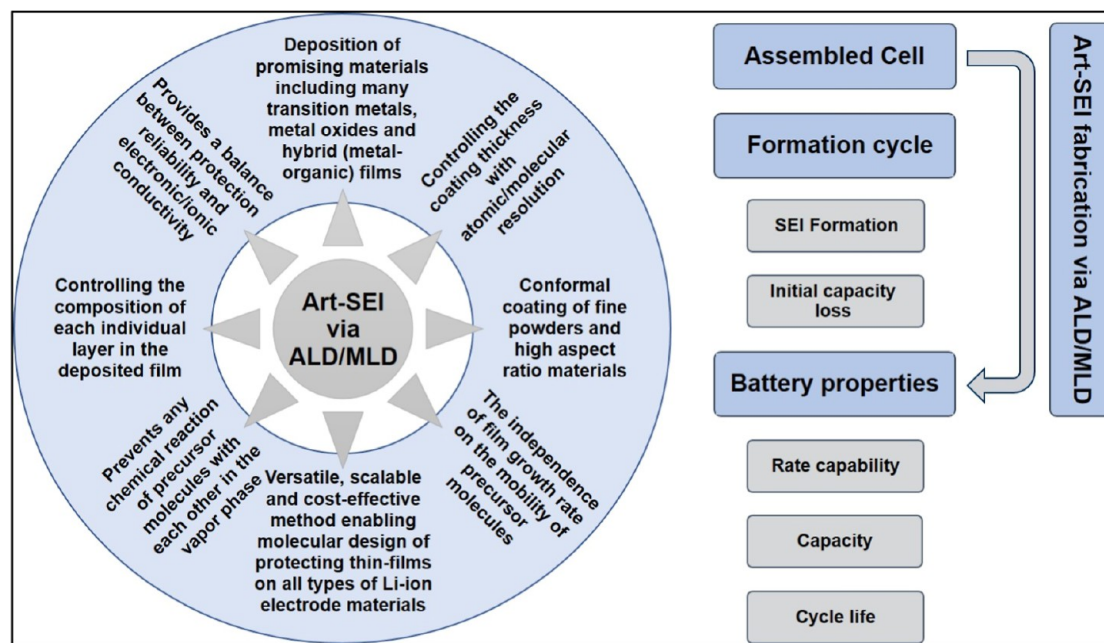 Deposition of
promising materials
including many
transition metals,
metal oxides and
hybrid (metal-
organic) films
Controlling the
coating thickness
with
atomic/molecular
resolution
Conformal
coating of fine
powders and
high aspect
ratio materials
The independence
of film growth rate
on the mobility of
precursor
molecules
Versatile, scalable
and cost-effective
method enabling
molecular design of
protecting thin-films
on all types of Li-ion
electrode materials
Prevents any
chemical reaction
of precursor
molecules with
each other in the
vapor phase
Controlling the
composition of
each individual
layer in the
deposited film
Provides a balance
between protection
reliability and
electronic/ionic
conductivity
Art-SEI
via
ALD/MLD
Assembled Cell
Formation cycle
SEI Formation
Initial capacity
loss
Battery properties
Rate capability
Capacity
Cycle life
Art-SEI fabrication via ALD/MLD